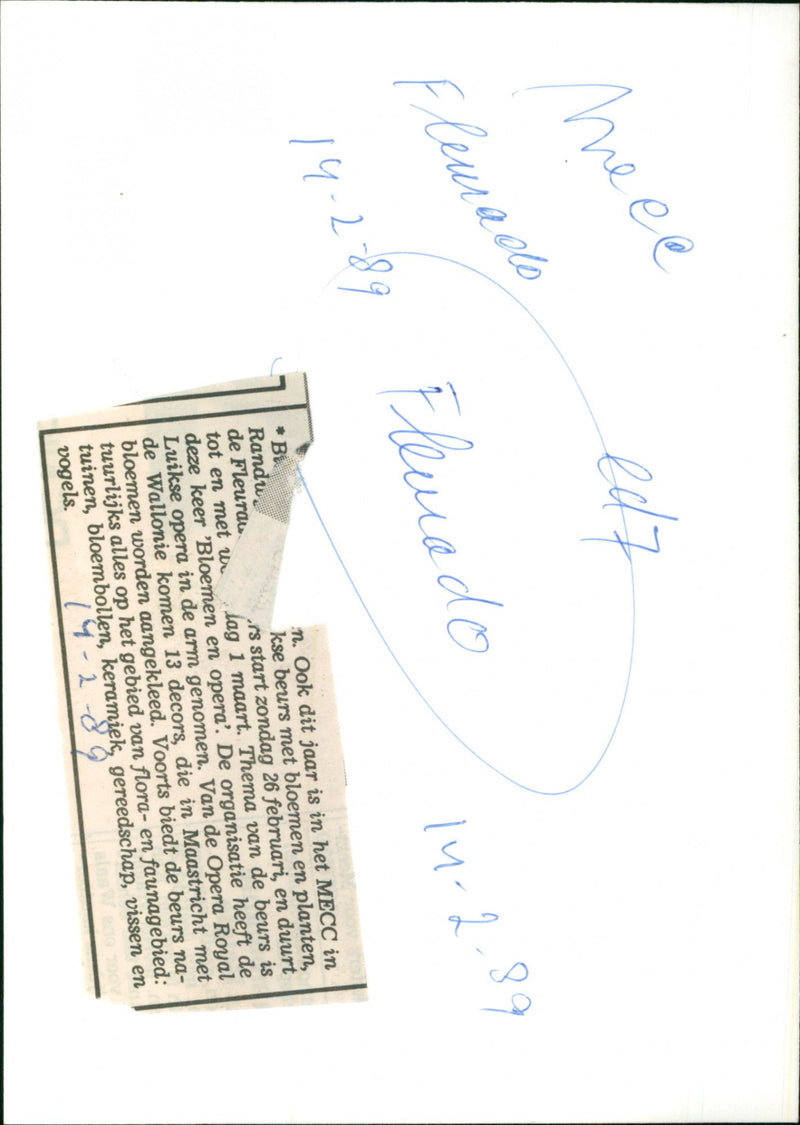 Mecc
Fleurado
14-2-89
ed7
Fleurado
14-2-89
n. Ook dit jaar is in het MECC in
Randw kse beurs met bloemen en planten,
de Fleurad rs start zondag 26 februari, en duurt
tot en met w dag 1 maart. Thema van de beurs is
deze keer 'Bloemen en opera'. De organisatie heeft de
Luikse opera in de arm genomen. Van de Opera Royal
de Wallonie komen 13 decors, die in Maastricht met
bloemen worden aangekleed. Voorts biedt de beurs na-
tuurlijks alles op het gebied van flora- en faunagebied:
tuinen, bloembollen, keramiek, gereedschap, vissen en
vogels.
14-2-89